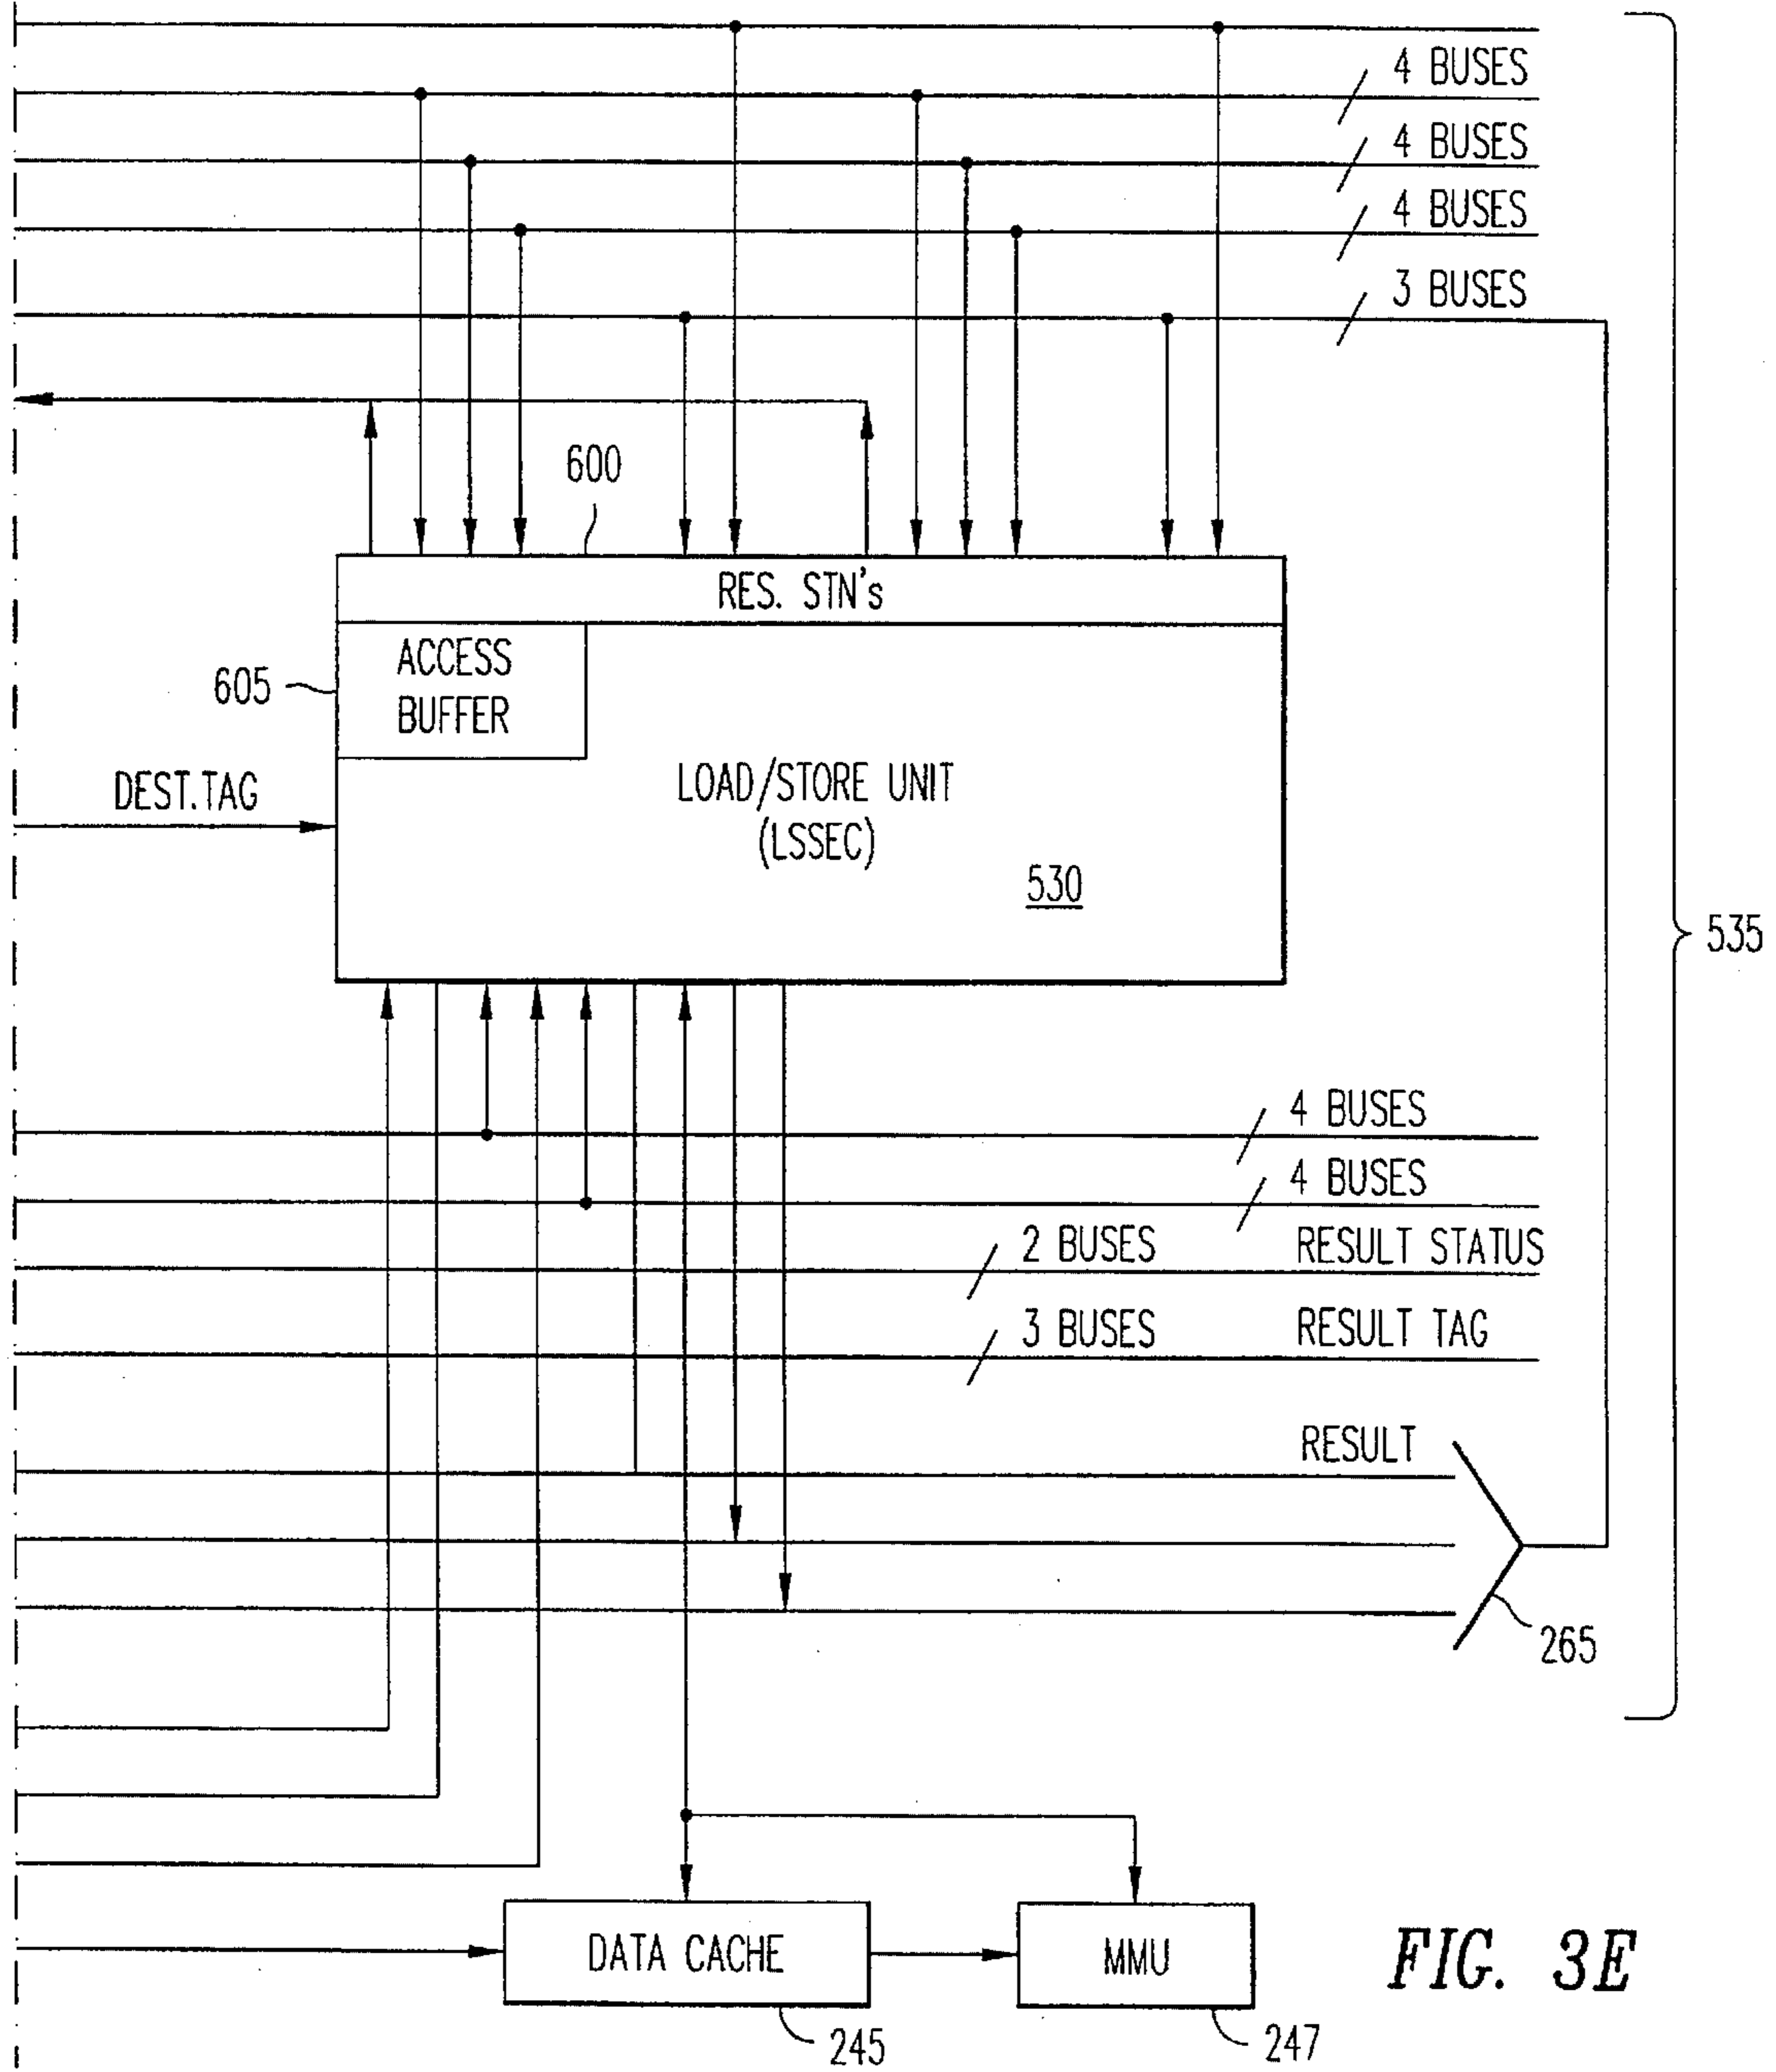 4 BUSES
4 BUSES
4 BUSES
3 BUSES
600
RES. STN's
ACCESS
BUFFER
605
DEST.TAG
LOAD/STORE UNIT
(LSSEC)
530
535
4 BUSES
4 BUSES
2 BUSES RESULT STATUS
3 BUSES RESULT TAG
RESULT
265
DATA CACHE
MMU
245
247
FIG. 3E